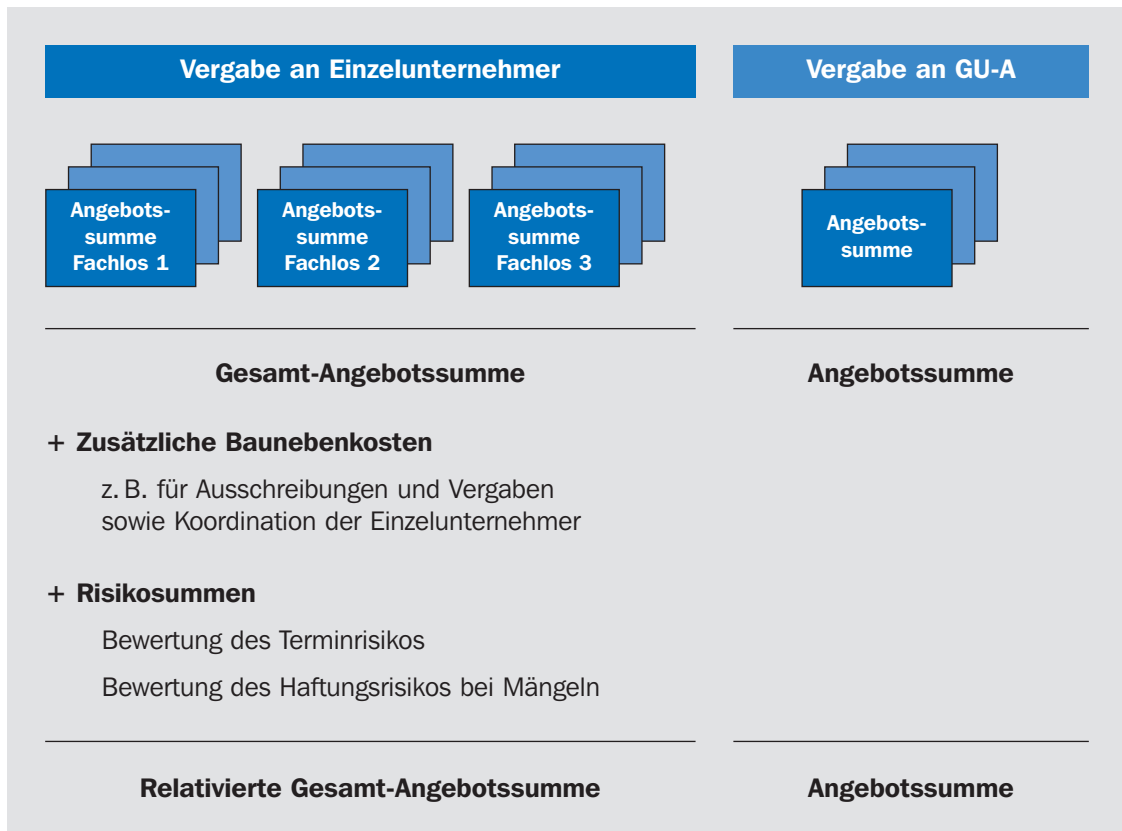 Vergabe an Einzelunternehmer
Vergabe an GU-A
Angebots-
summe
Fachlos 1
Angebots-
summe
Fachlos 2
Angebots-
summe
Fachlos 3
Angebots-
summe
Gesamt-Angebotssumme
Angebotssumme
+ Zusätzliche Baunebenkosten
z. B. für Ausschreibungen und Vergaben
sowie Koordination der Einzelunternehmer
+ Risikosummen
Bewertung des Terminrisikos
Bewertung des Haftungsrisikos bei Mängeln
Relativierte Gesamt-Angebotssumme
Angebotssumme